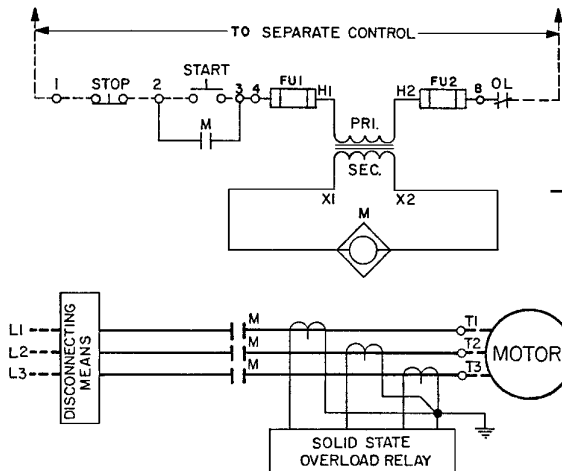 TO SEPARATE CONTROL
1 STOP 2 START 3 4 FU1 H1 H2 FU2 8 OL
M
PRI.
SEC.
X1 X2
M
DISCONNECTING MEANS
L1 M T1
L2 M T2
L3 M T3
MOTOR
SOLID STATE
OVERLOAD RELAY